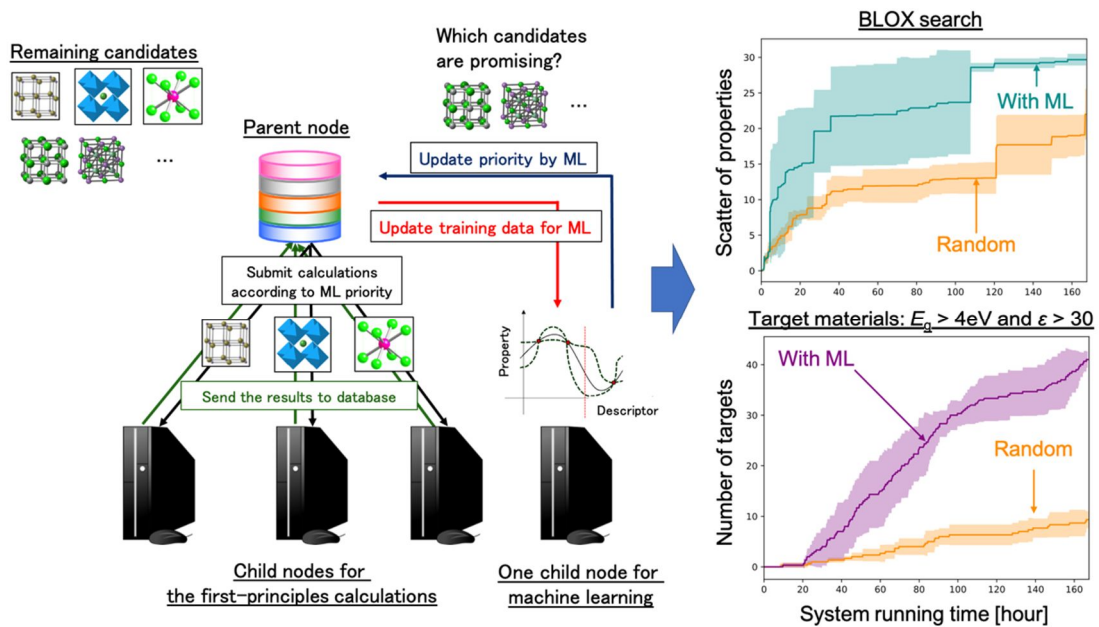 Remaining candidates
...
Which candidates
are promising?
...
Parent node
Update priority by ML
Update training data for ML
Submit calculations
according to ML priority
Send the results to database
Property
Descriptor
Child nodes for
the first-principles calculations
One child node for
machine learning
BLOX search
Scatter of properties
35
30
25
20
15
10
5
0
With ML
Random
0 20 40 60 80 100 120 140 160
Target materials: Eg > 4eV and ε > 30
Number of targets
40
30
20
10
0
With ML
Random
0 20 40 60 80 100 120 140 160
System running time [hour]